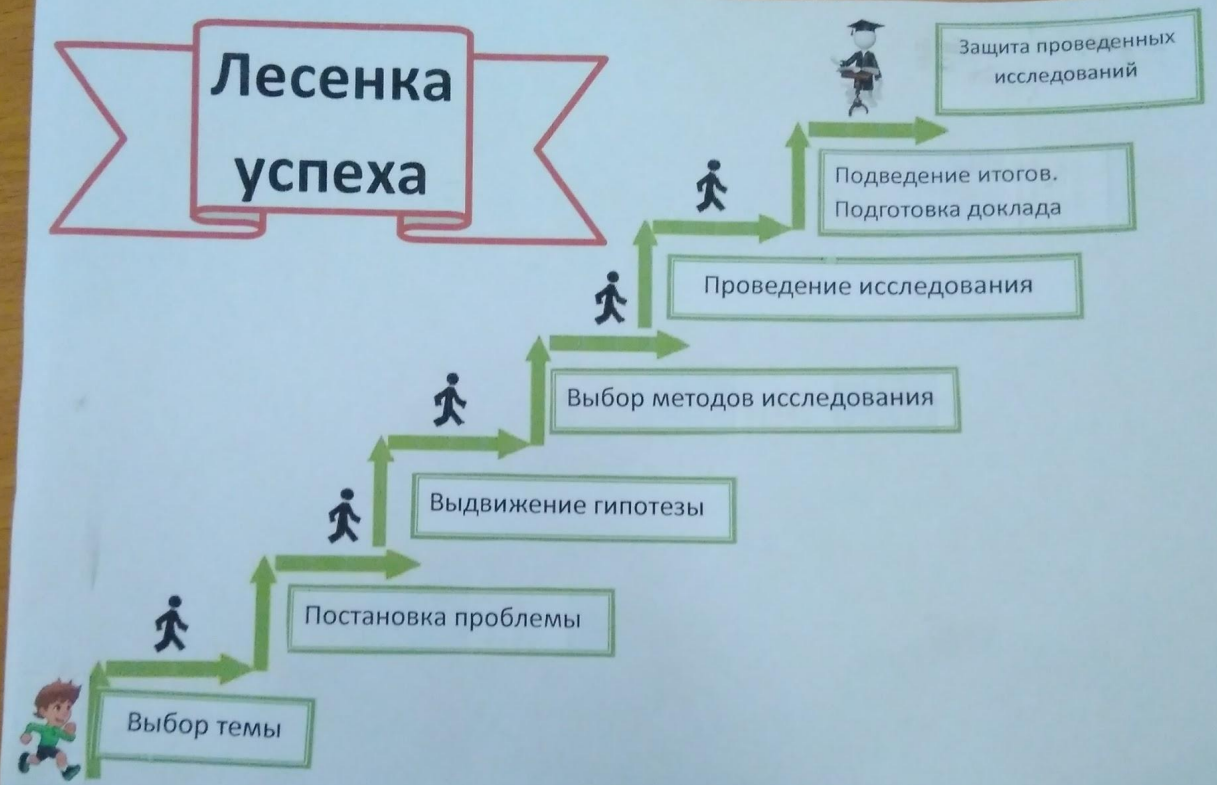 Лесенка
успеха
Защита проведенных
исследований
Подведение итогов.
Подготовка доклада
Проведение исследования
Выбор методов исследования
Выдвижение гипотезы
Постановка проблемы
Выбор темы